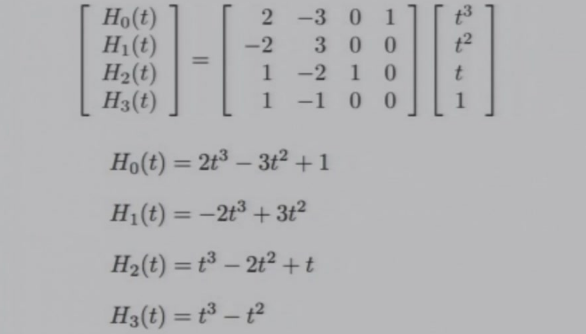 H₀(t) 2 −3 0 1 t³
H₁(t) −2 3 0 0 t²
=
H₂(t) 1 −2 1 0 t
H₃(t) 1 −1 0 0 1
H₀(t) = 2t³ − 3t² + 1
H₁(t) = −2t³ + 3t²
H₂(t) = t³ − 2t² + t
H₃(t) = t³ − t²